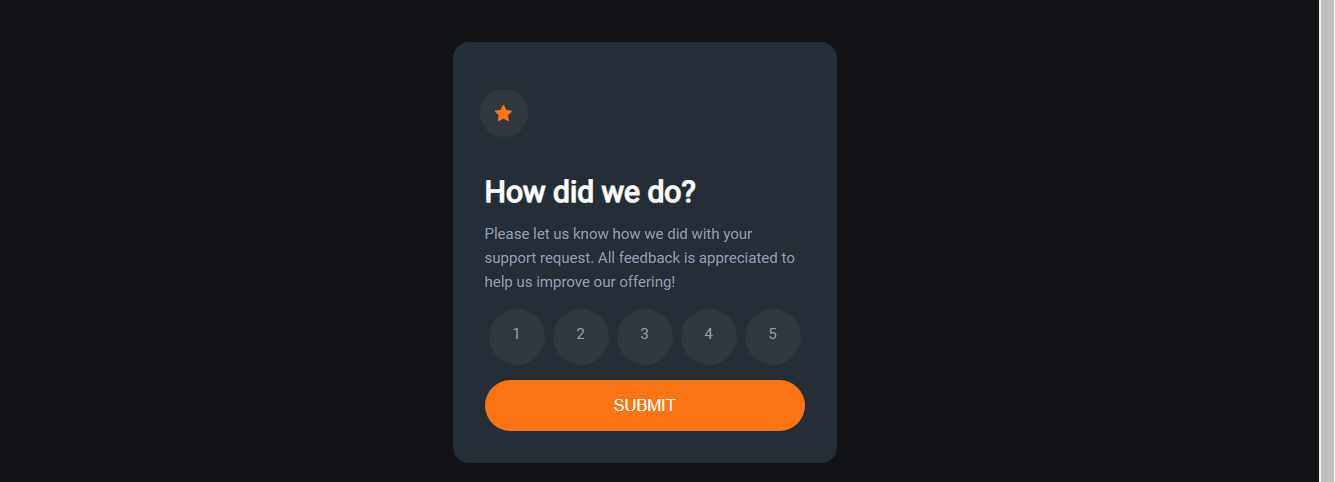 How did we do?
Please let us know how we did with your
support request. All feedback is appreciated to
help us improve our offering!
1 2 3 4 5
SUBMIT